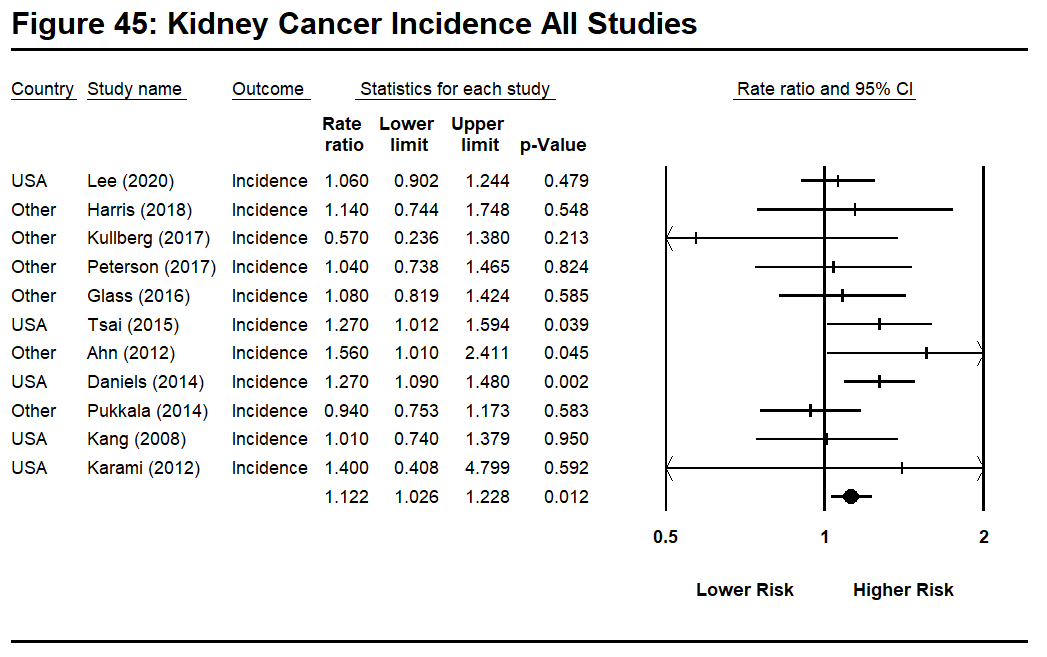 Figure 45: Kidney Cancer Incidence All Studies
Country Study name Outcome Statistics for each study Rate ratio and 95% CI
Rate Lower Upper
ratio limit limit p-Value
USA Lee (2020) Incidence 1.060 0.902 1.244 0.479
Other Harris (2018) Incidence 1.140 0.744 1.748 0.548
Other Kullberg (2017) Incidence 0.570 0.236 1.380 0.213
Other Peterson (2017) Incidence 1.040 0.738 1.465 0.824
Other Glass (2016) Incidence 1.080 0.819 1.424 0.585
USA Tsai (2015) Incidence 1.270 1.012 1.594 0.039
Other Ahn (2012) Incidence 1.560 1.010 2.411 0.045
USA Daniels (2014) Incidence 1.270 1.090 1.480 0.002
Other Pukkala (2014) Incidence 0.940 0.753 1.173 0.583
USA Kang (2008) Incidence 1.010 0.740 1.379 0.950
USA Karami (2012) Incidence 1.400 0.408 4.799 0.592
1.122 1.026 1.228 0.012
0.5 1 2
Lower Risk Higher Risk